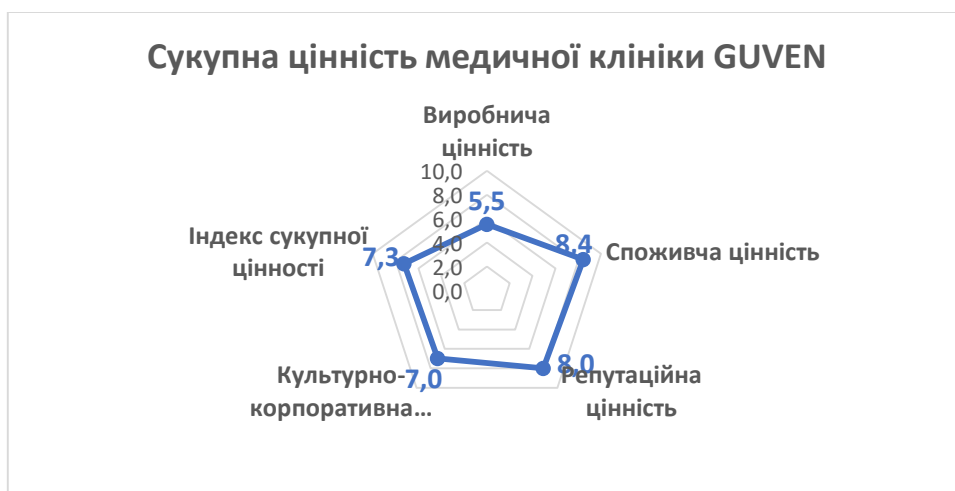 Сукупна цінність медичної клініки GUVEN
Виробнича
цінність
10,0
8,0
6,0
4,0
2,0
0,0
5,5
8,4
Споживча цінність
8,0
Репутаційна
цінність
7,0
Культурно-
корпоративна...
7,3
Індекс сукупної
цінності